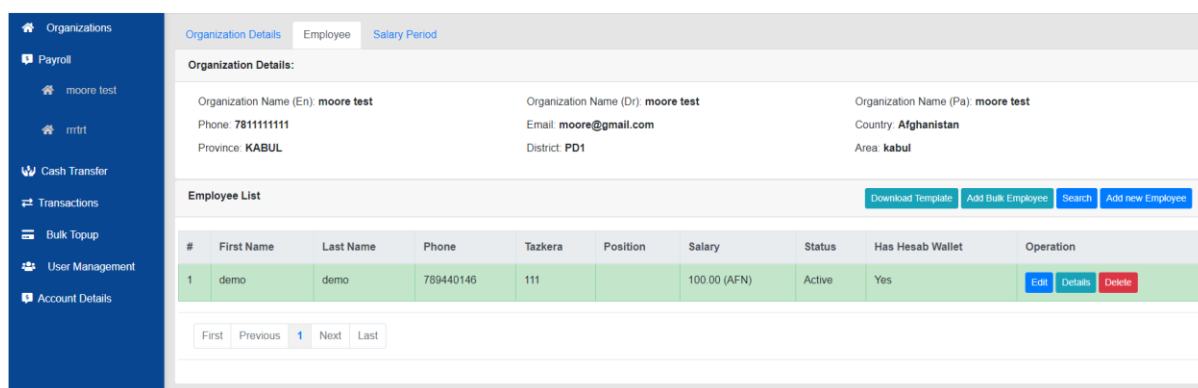 Organizations
Payroll
moore test
rrrtrt
Cash Transfer
Transactions
Bulk Topup
User Management
Account Details
Organization Details Employee Salary Period
Organization Details:
Organization Name (En): moore test Organization Name (Dr): moore test Organization Name (Pa): moore test
Phone: 7811111111 Email: moore@gmail.com Country: Afghanistan
Province: KABUL District: PD1 Area: kabul
Employee List Download Template Add Bulk Employee Search Add new Employee
# First Name Last Name Phone Tazkera Position Salary Status Has Hesab Wallet Operation
1 demo demo 789440146 111 100.00 (AFN) Active Yes Edit Details Delete
First Previous 1 Next Last